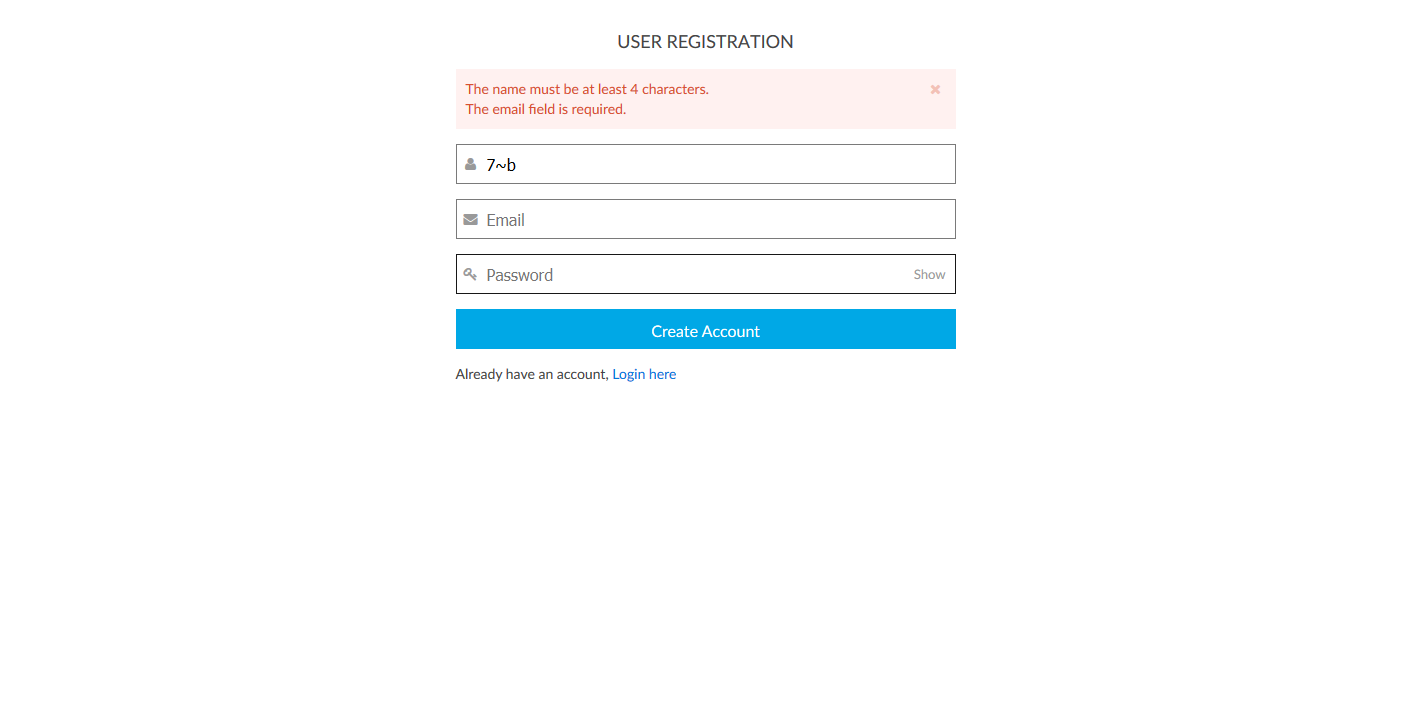 USER REGISTRATION
The name must be at least 4 characters.
The email field is required.
7~b
Email
Password Show
Create Account
Already have an account, Login here